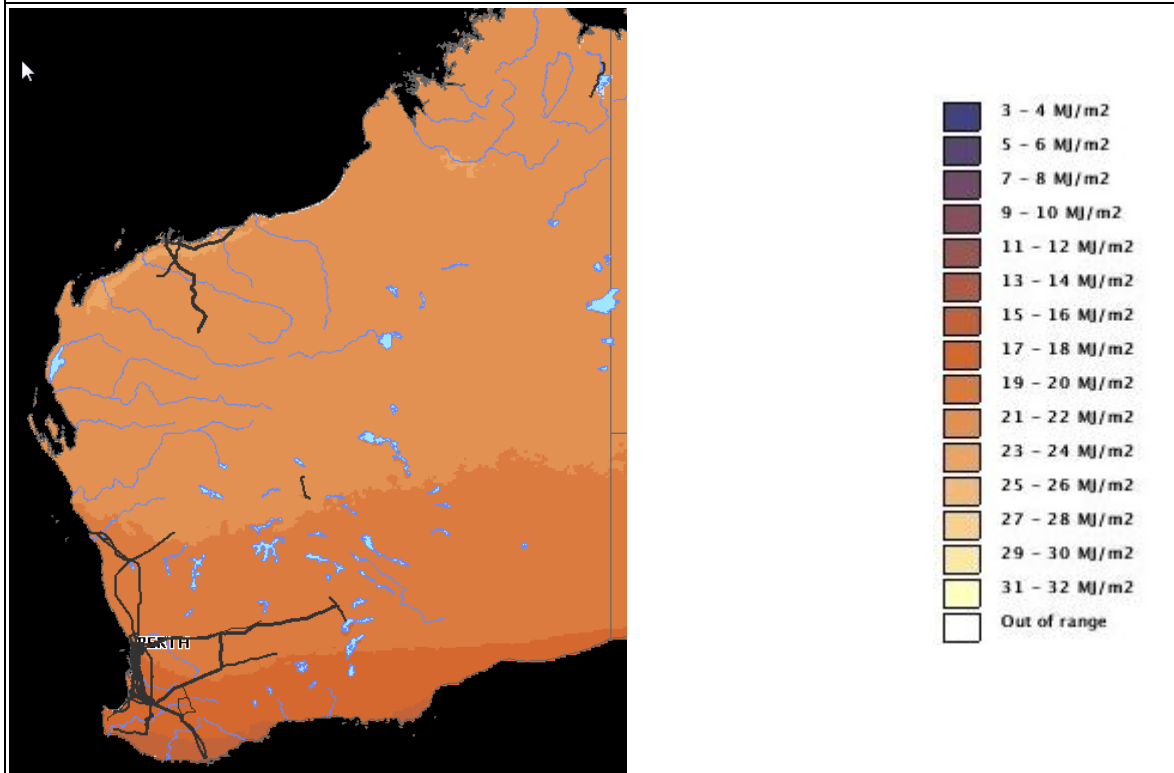 PERTH
3 - 4 MJ/m2
5 - 6 MJ/m2
7 - 8 MJ/m2
9 - 10 MJ/m2
11 - 12 MJ/m2
13 - 14 MJ/m2
15 - 16 MJ/m2
17 - 18 MJ/m2
19 - 20 MJ/m2
21 - 22 MJ/m2
23 - 24 MJ/m2
25 - 26 MJ/m2
27 - 28 MJ/m2
29 - 30 MJ/m2
31 - 32 MJ/m2
Out of range